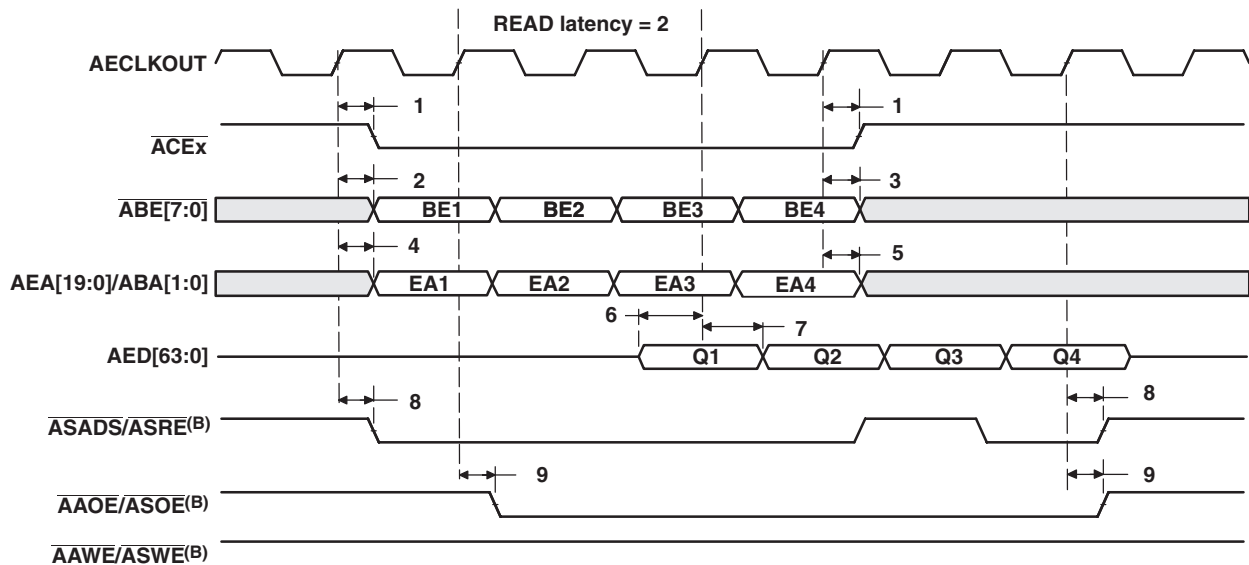 READ latency = 2
AECLKOUT
1 1
ACEx
2 3
ABE[7:0] BE1 BE2 BE3 BE4
4 5
AEA[19:0]/ABA[1:0] EA1 EA2 EA3 EA4
6 7
AED[63:0] Q1 Q2 Q3 Q4
8 8
ASADS/ASRE(B)
9 9
AAOE/ASOE(B)
AAWE/ASWE(B)